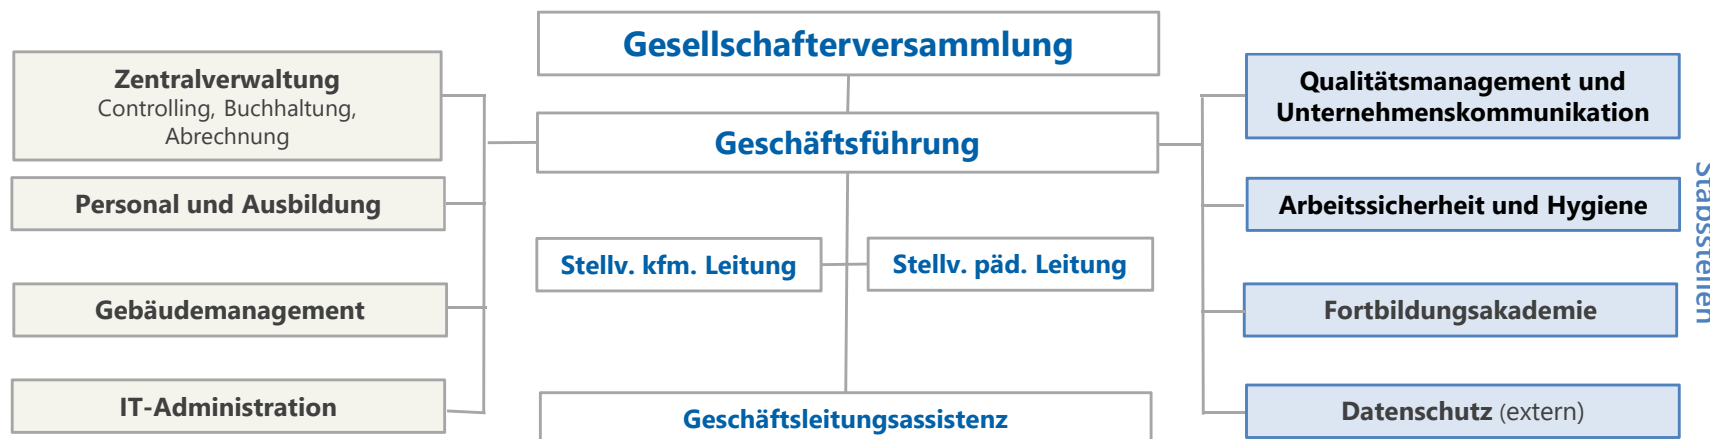 Gesellschafterversammlung
Zentralverwaltung
Controlling, Buchhaltung,
Abrechnung
Qualitätsmanagement und
Unternehmenskommunikation
Geschäftsführung
Personal und Ausbildung
Arbeitssicherheit und Hygiene
Stabsstellen
Stellv. kfm. Leitung
Stellv. päd. Leitung
Gebäudemanagement
Fortbildungsakademie
IT-Administration
Geschäftsleitungsassistenz
Datenschutz (extern)